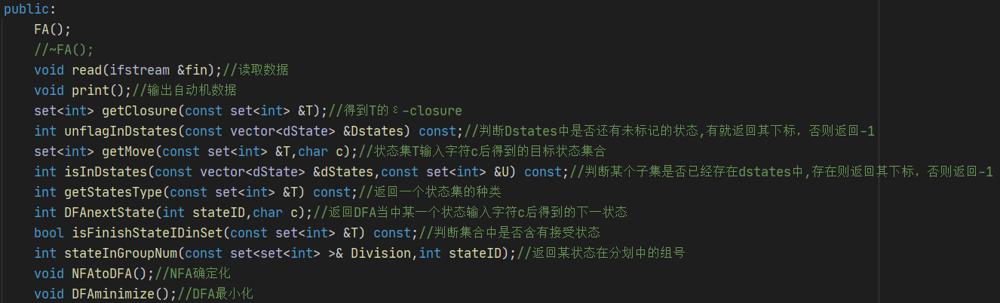 public:
    FA();
    //~FA();
    void read(ifstream &fin);//读取数据
    void print();//输出自动机数据
    set<int> getClosure(const set<int> &T);//得到T的ξ-closure
    int unflagInDstates(const vector<dState> &Dstates) const;//判断Dstates中是否还有未标记的状态,有就返回其下标，否则返回-1
    set<int> getMove(const set<int> &T,char c);//状态集T输入字符c后得到的目标状态集合
    int isInDstates(const vector<dState> &dStates,const set<int> &U) const;//判断某个子集是否已经存在dstates中,存在则返回其下标，否则返回-1
    int getStatesType(const set<int> &T) const;//返回一个状态集的种类
    int DFAnextState(int stateID,char c);//返回DFA当中某一个状态输入字符c后得到的下一状态
    bool isFinishStateIDinSet(const set<int> &T) const;//判断集合中是否含有接受状态
    int stateInGroupNum(const set<set<int> >& Division,int stateID);//返回某状态在分划中的组号
    void NFAtoDFA();//NFA确定化
    void DFAminimize();//DFA最小化